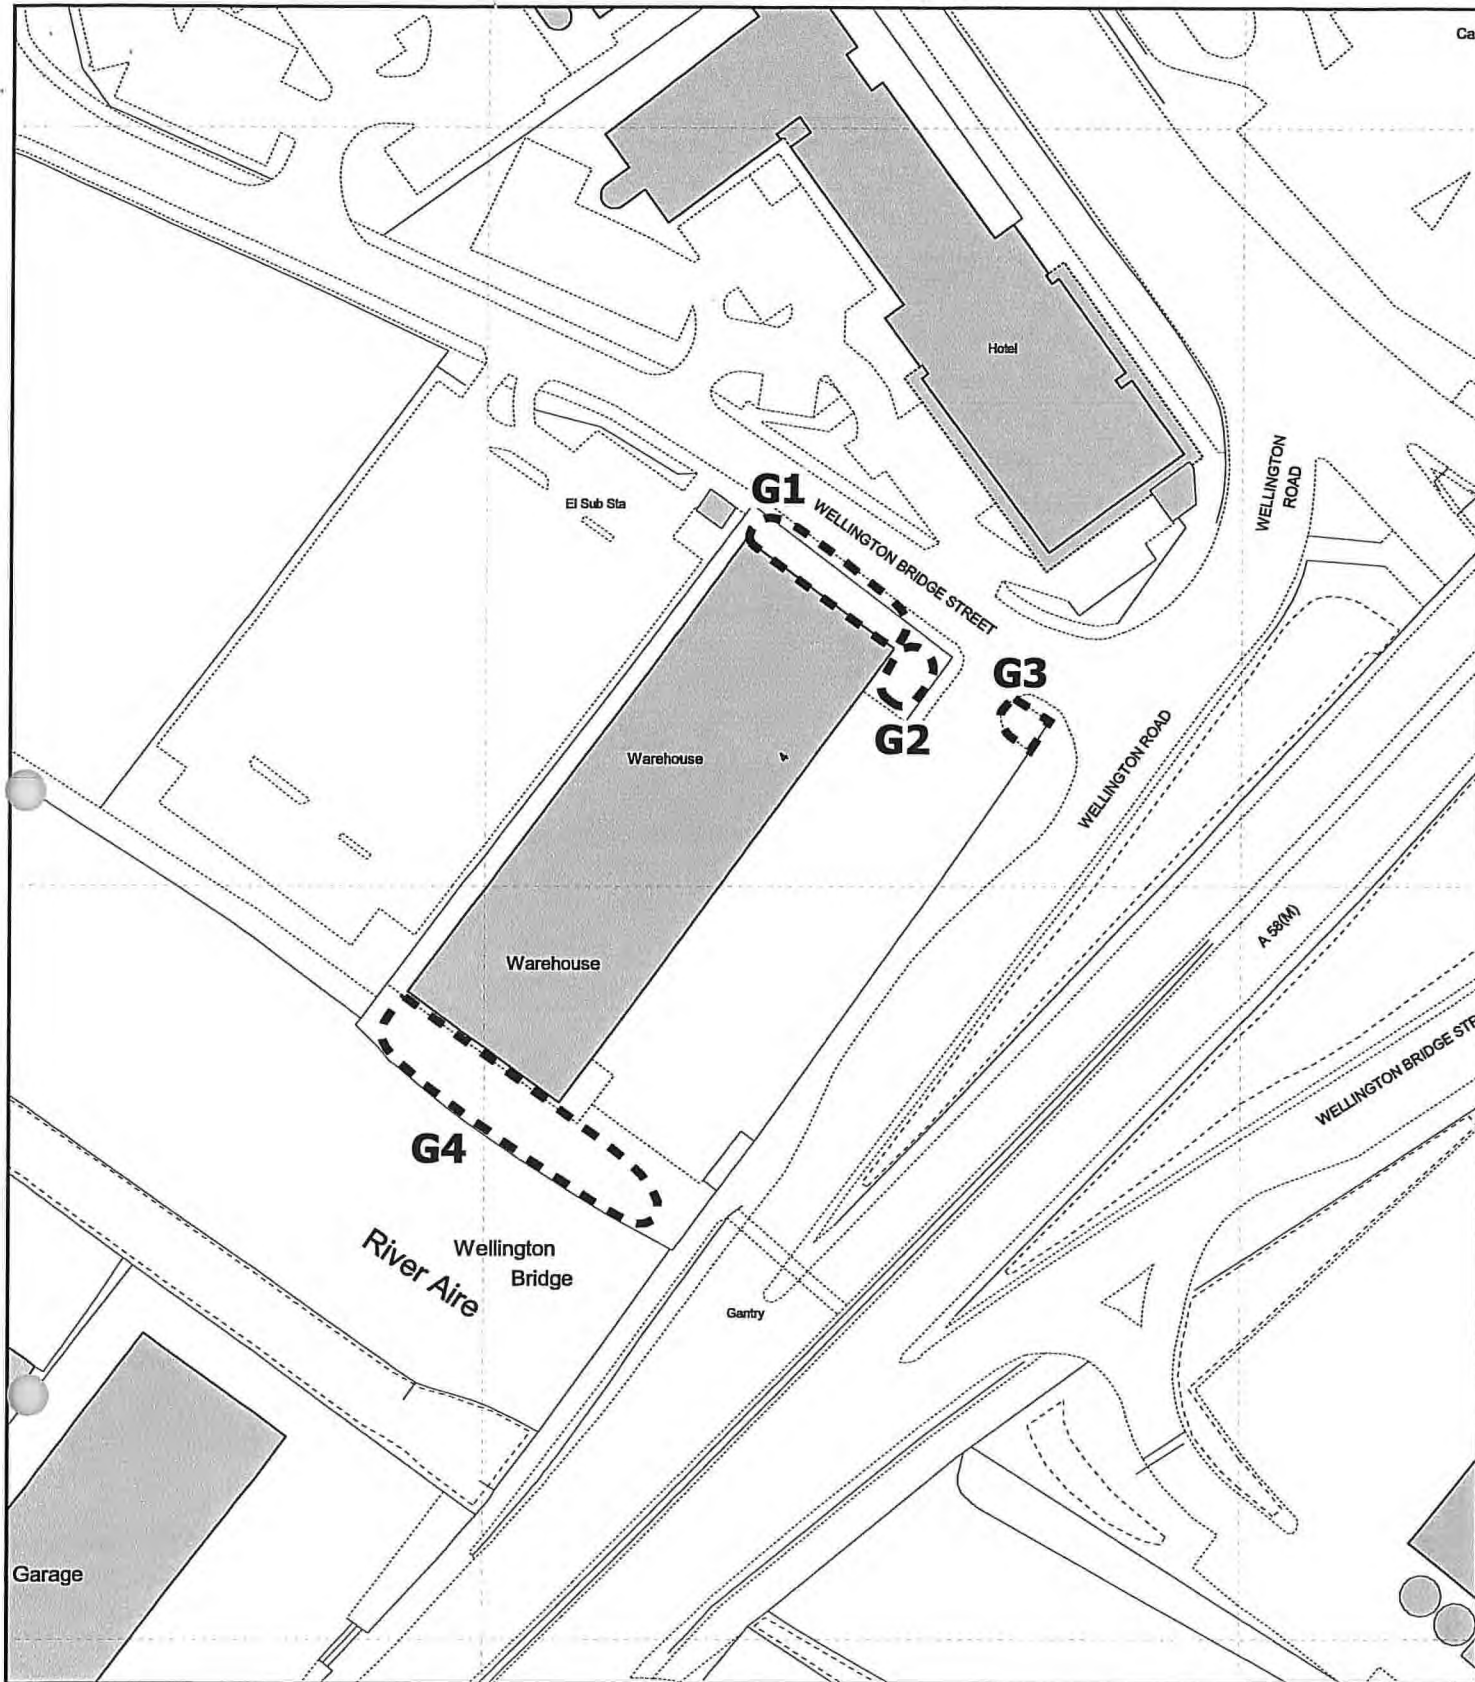 Ca
Hotel
WELLINGTON
ROAD
G1
El Sub Sta
WELLINGTON BRIDGE STREET
G3
G2
WELLINGTON ROAD
Warehouse
4
A 58(M)
Warehouse
WELLINGTON BRIDGE STR
G4
River Aire
Wellington
Bridge
Gantry
Garage